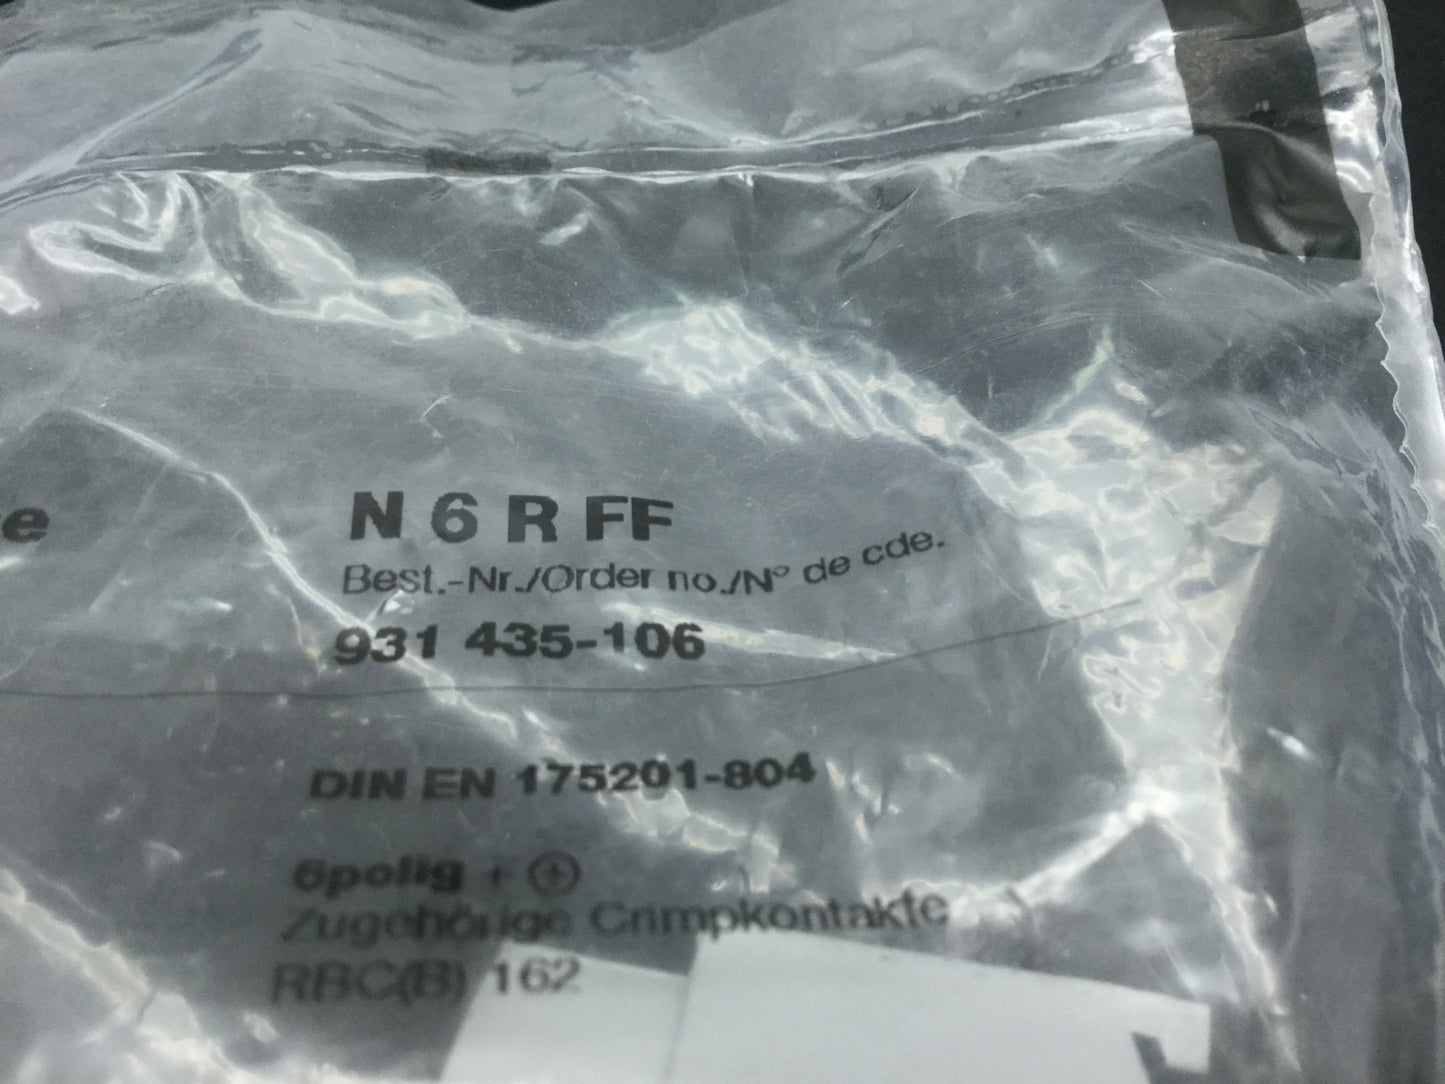 N 6 R FF
Best.-Nr./Order no./N° de cde.
931 435-106
DIN EN 175201-804
6polig + ⏚
Zugehörige Crimpkontakte
RBC(B) 162